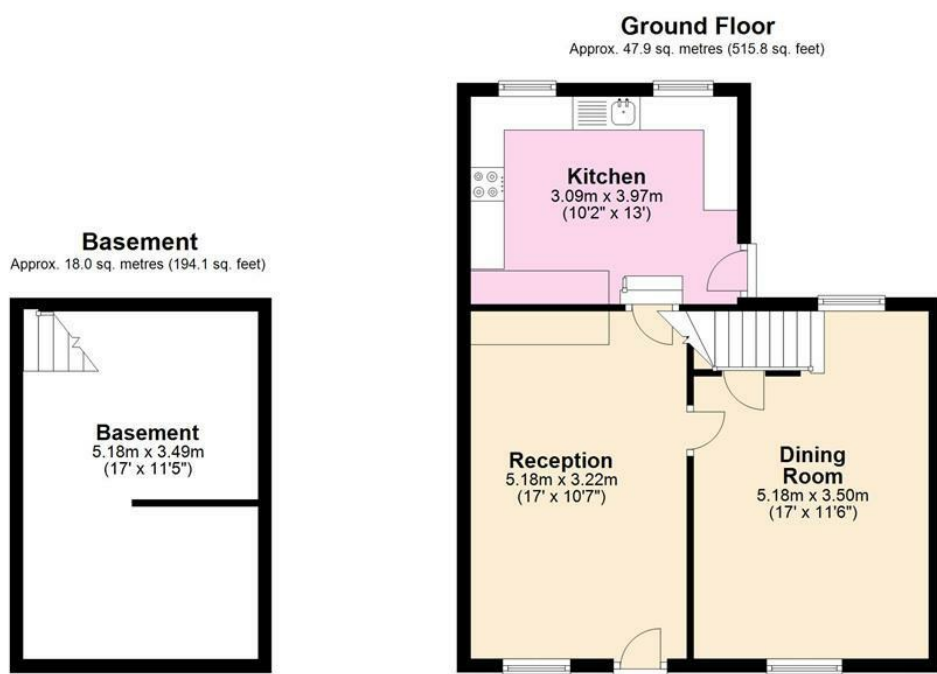 Ground Floor
Approx. 47.9 sq. metres (515.8 sq. feet)
Kitchen
3.09m x 3.97m
(10'2" x 13')
Basement
Approx. 18.0 sq. metres (194.1 sq. feet)
Basement
5.18m x 3.49m
(17' x 11'5")
Reception
5.18m x 3.22m
(17' x 10'7")
Dining
Room
5.18m x 3.50m
(17' x 11'6")